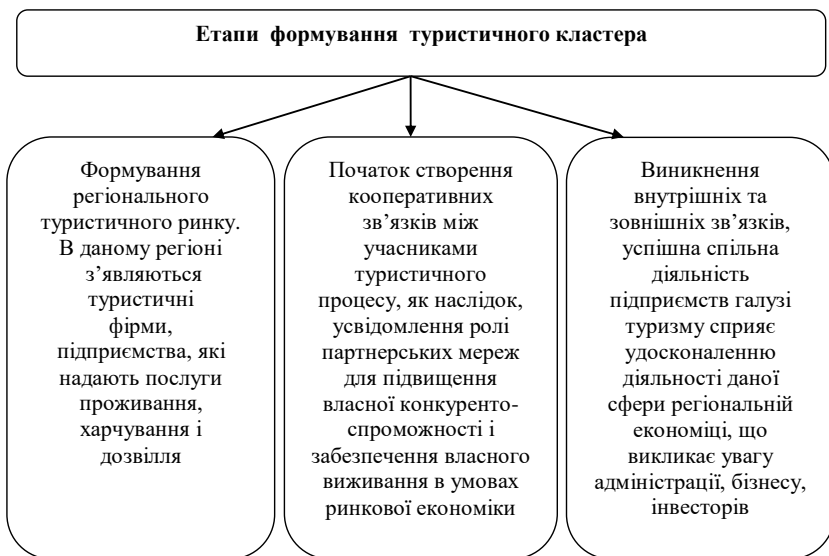 Етапи формування туристичного кластера
Формування
регіонального
туристичного ринку.
В даному регіоні
з’являються
туристичні
фірми,
підприємства, які
надають послуги
проживання,
харчування і
дозвілля
Початок створення
кооперативних
зв’язків між
учасниками
туристичного
процесу, як наслідок,
усвідомлення ролі
партнерських мереж
для підвищення
власної конкуренто-
спроможності і
забезпечення власного
виживання в умовах
ринкової економіки
Виникнення
внутрішніх та
зовнішніх зв’язків,
успішна спільна
діяльність
підприємств галузі
туризму сприяє
удосконаленню
діяльності даної
сфери регіональній
економіці, що
викликає увагу
адміністрації, бізнесу,
інвесторів